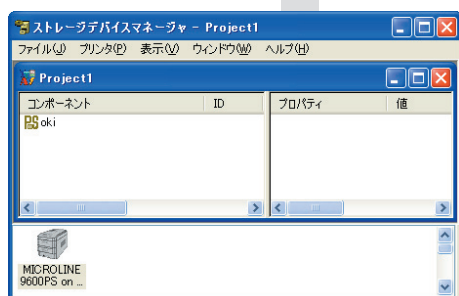 ストレージデバイスマネージャ - Project1
ファイル(J) プリンタ(P) 表示(V) ウィンドウ(W) ヘルプ(H)
Project1
コンポーネント ID プロパティ 値
PS oki
MICROLINE
9600PS on ...